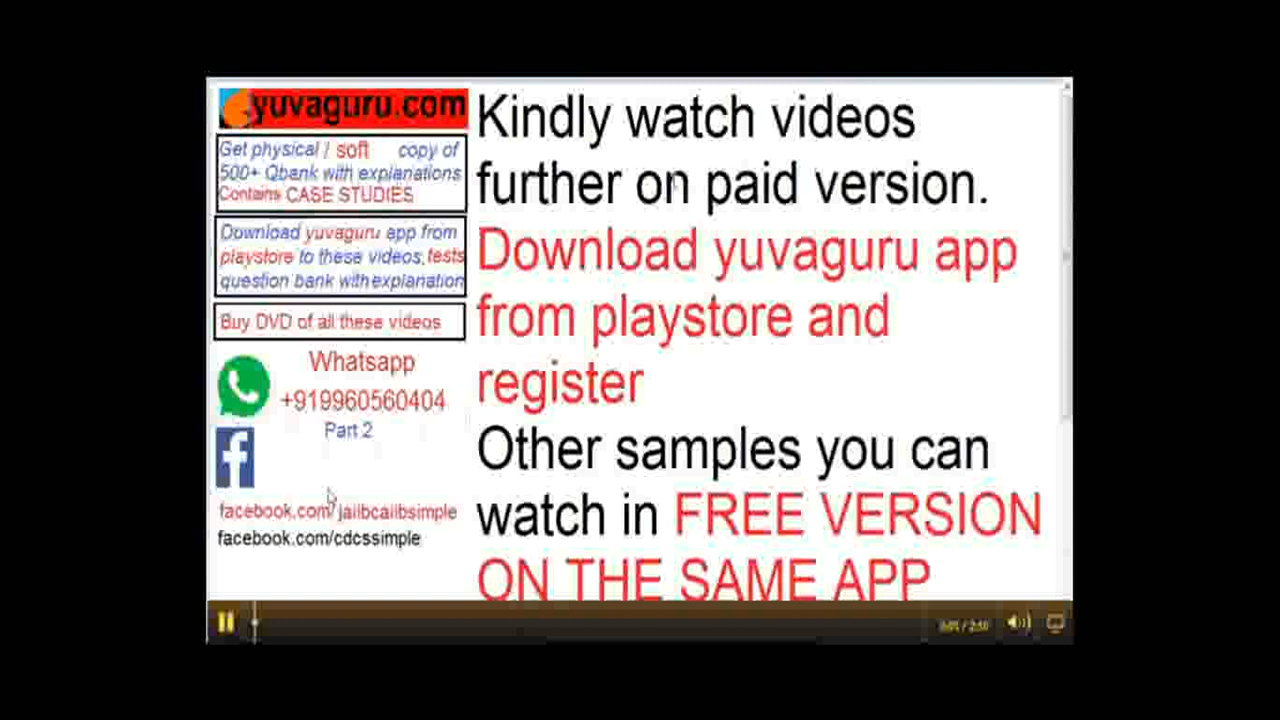 yuvaguru.com
Get physical / soft copy of
500+ Qbank with explanations
Contains CASE STUDIES
Download yuvaguru app from
playstore to these videos, tests
question bank with explanation
Buy DVD of all these videos
Whatsapp
+919960560404
Part 2
facebook.com/jaiibcaiibsimple
facebook.com/cdcssimple
Kindly watch videos
further on paid version.
Download yuvaguru app
from playstore and
register
Other samples you can
watch in FREE VERSION
ON THE SAME APP